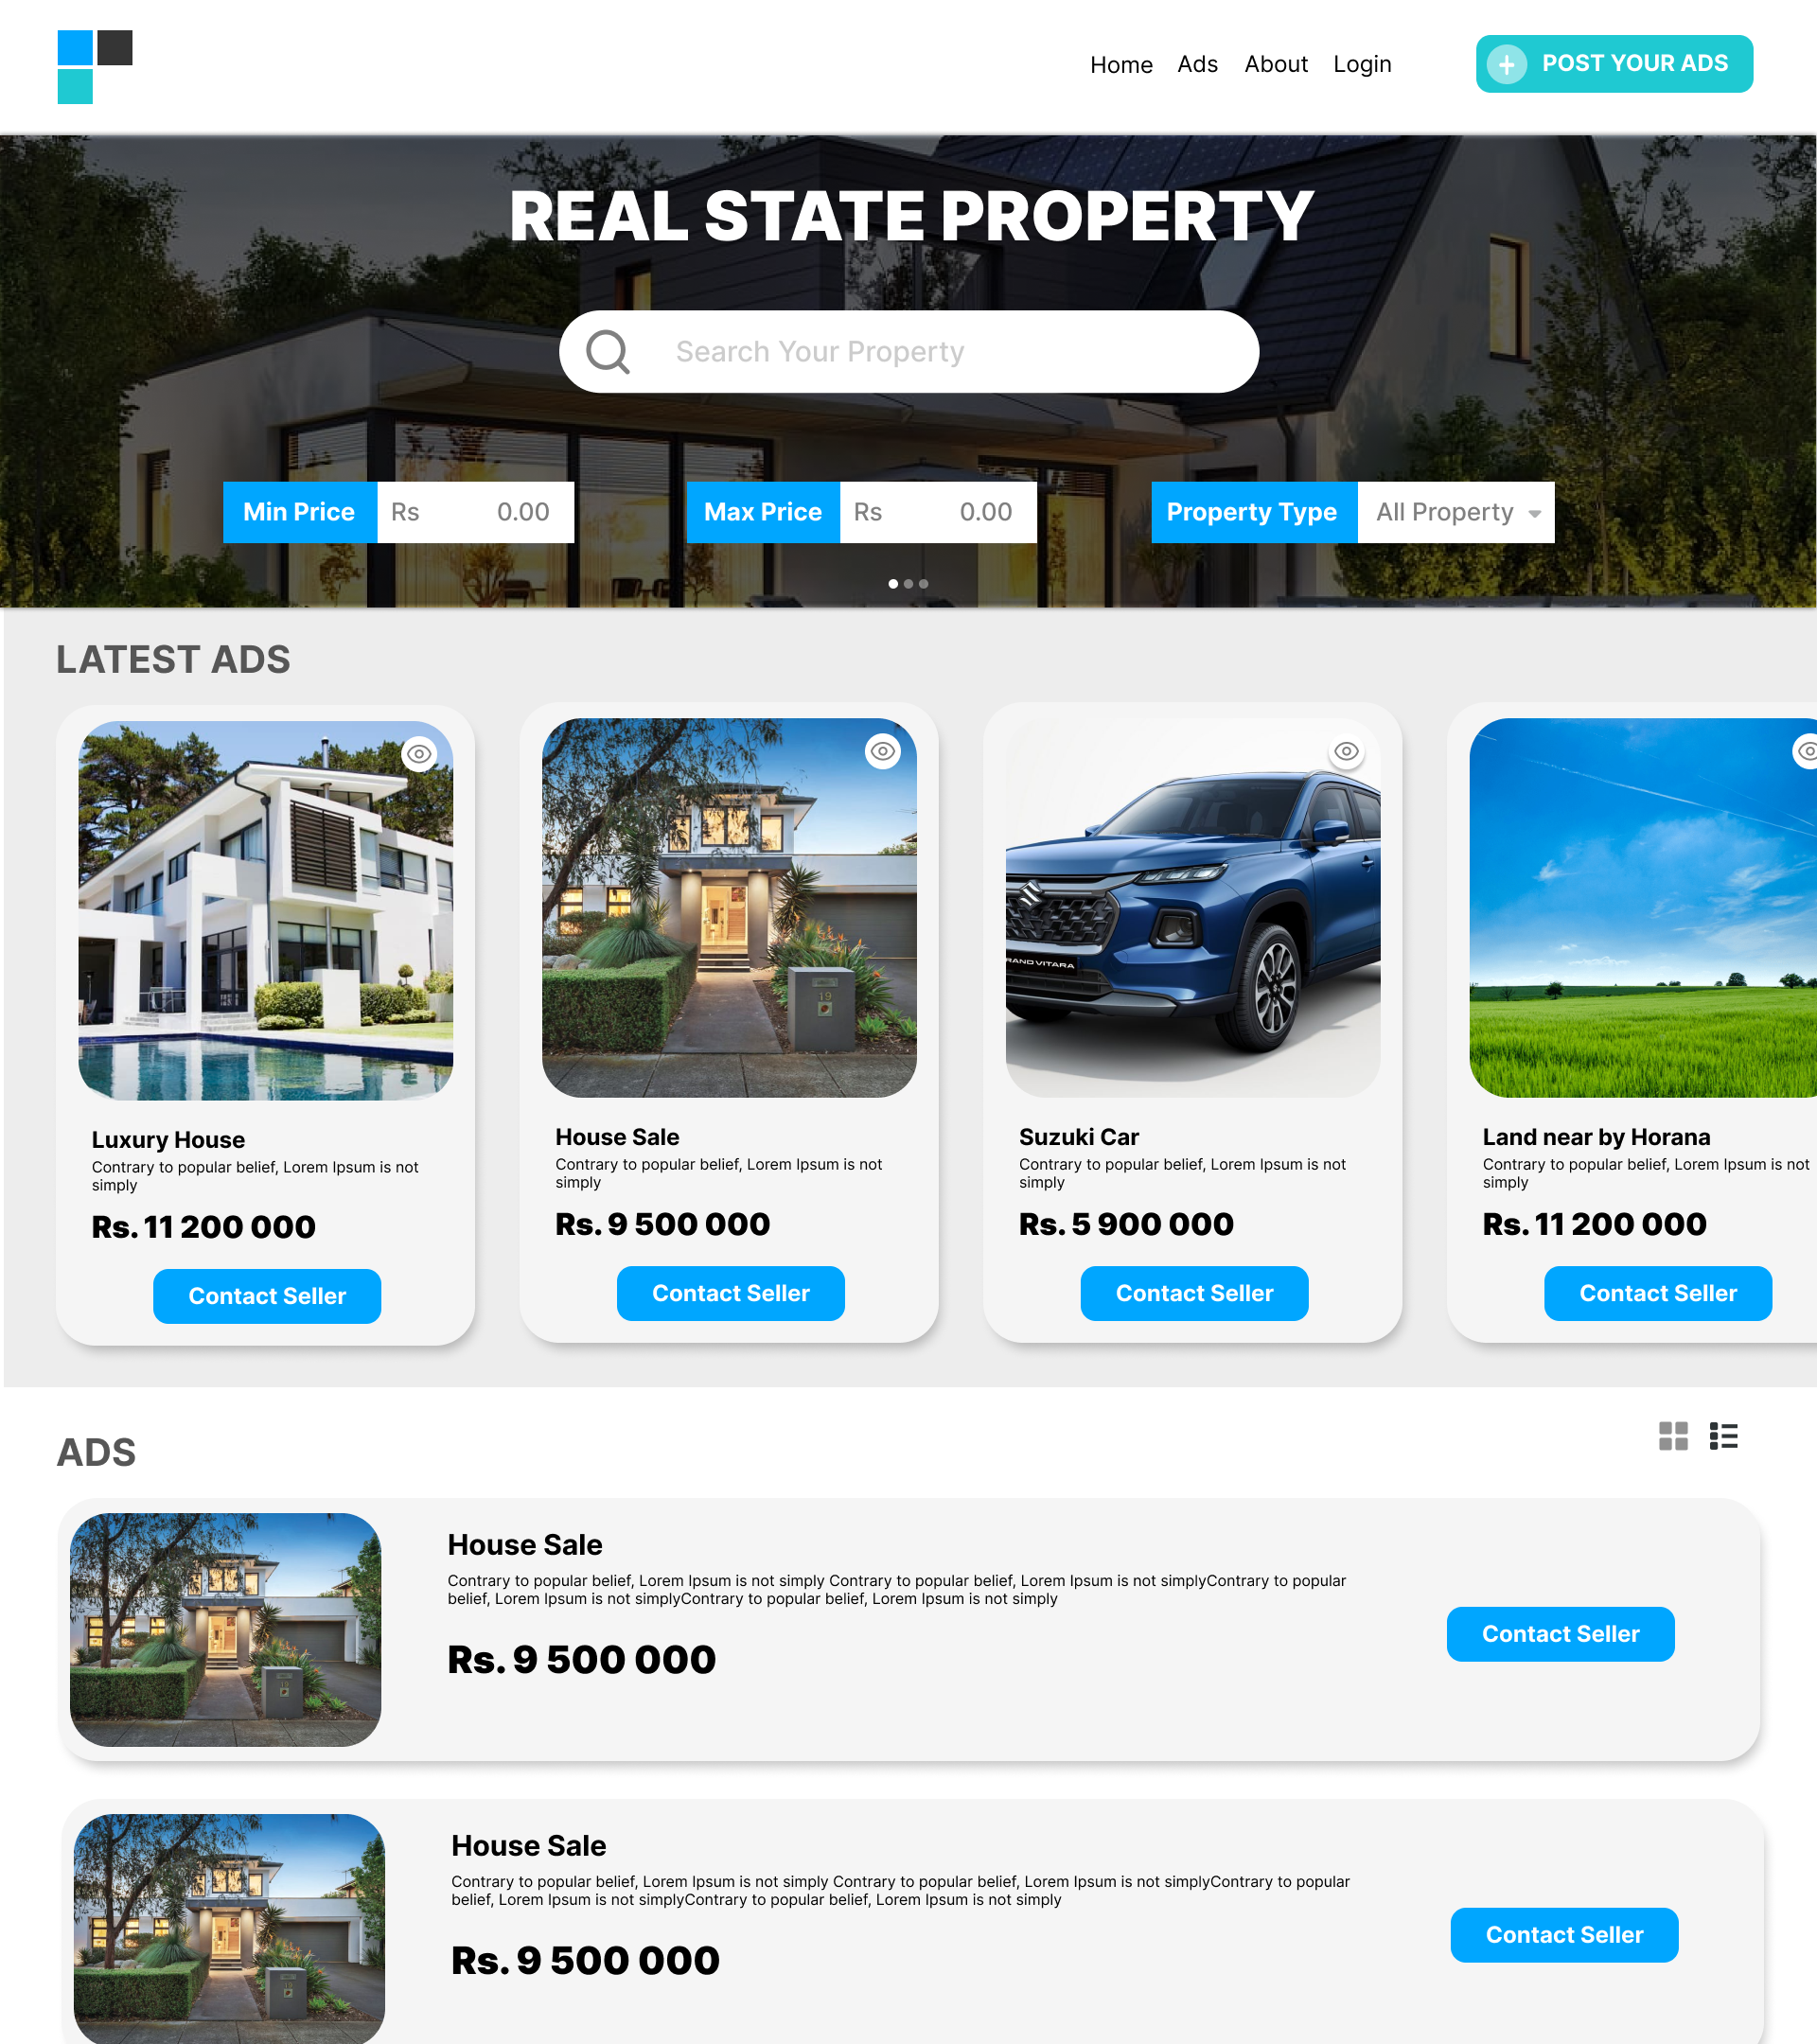 Home Ads About Login
POST YOUR ADS
REAL STATE PROPERTY
Search Your Property
Min Price Rs 0.00
Max Price Rs 0.00
Property Type All Property
LATEST ADS
19
GRAND VITARA
Luxury House
Contrary to popular belief, Lorem Ipsum is not
simply
Rs. 11 200 000
Contact Seller
House Sale
Contrary to popular belief, Lorem Ipsum is not
simply
Rs. 9 500 000
Contact Seller
Suzuki Car
Contrary to popular belief, Lorem Ipsum is not
simply
Rs. 5 900 000
Contact Seller
Land near by Horana
Contrary to popular belief, Lorem Ipsum is not
simply
Rs. 11 200 000
Contact Seller
ADS
House Sale
Contrary to popular belief, Lorem Ipsum is not simply Contrary to popular belief, Lorem Ipsum is not simplyContrary to popular
belief, Lorem Ipsum is not simplyContrary to popular belief, Lorem Ipsum is not simply
Rs. 9 500 000
Contact Seller
House Sale
Contrary to popular belief, Lorem Ipsum is not simply Contrary to popular belief, Lorem Ipsum is not simplyContrary to popular
belief, Lorem Ipsum is not simplyContrary to popular belief, Lorem Ipsum is not simply
Rs. 9 500 000
Contact Seller